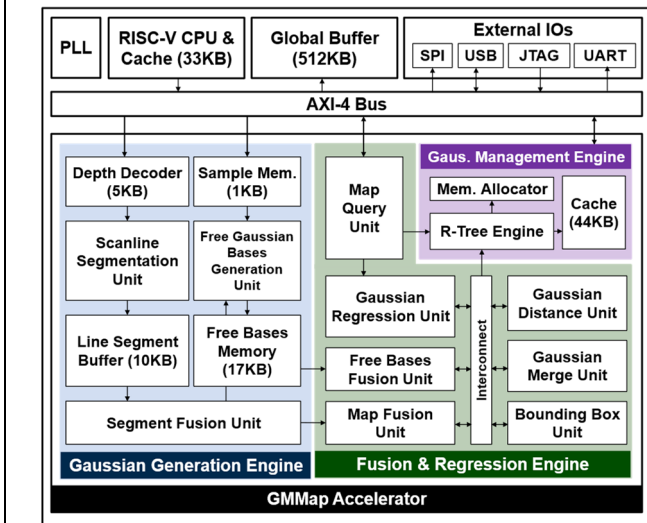 PLL
RISC-V CPU &
Cache (33KB)
Global Buffer
(512KB)
External IOs
SPI
USB
JTAG
UART
AXI-4 Bus
Depth Decoder
(5KB)
Sample Mem.
(1KB)
Scanline
Segmentation
Unit
Free Gaussian
Bases
Generation
Unit
Line Segment
Buffer (10KB)
Free Bases
Memory
(17KB)
Segment Fusion Unit
Gaussian Generation Engine
Map
Query
Unit
Gaus. Management Engine
Mem. Allocator
R-Tree Engine
Cache
(44KB)
Gaussian
Regression Unit
Free Bases
Fusion Unit
Map Fusion
Unit
Interconnect
Gaussian
Distance Unit
Gaussian
Merge Unit
Bounding Box
Unit
Fusion & Regression Engine
GMMap Accelerator